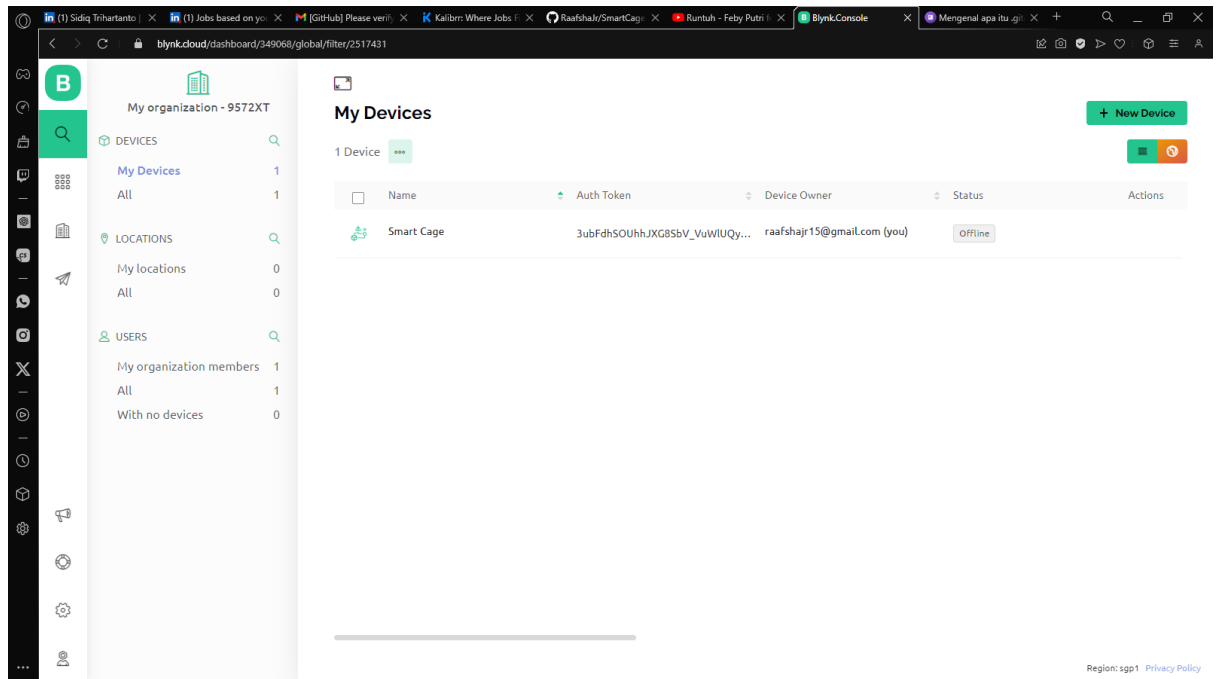 (1) Sidiq Trihartanto |
(1) Jobs based on yo
[GitHub] Please verify
Kalibrr: Where Jobs F
RaafshaJr/SmartCage
Runtuh - Feby Putri f
Blynk.Console
Mengenal apa itu .git
blynk.cloud/dashboard/349068/global/filter/2517431
B
My organization - 9572XT
DEVICES
My Devices 1
All 1
LOCATIONS
My locations 0
All 0
USERS
My organization members 1
All 1
With no devices 0
My Devices
+ New Device
1 Device
Name Auth Token Device Owner Status Actions
Smart Cage 3ubFdhSOUhhJXG8SbV_VuWlUQy... raafshajr15@gmail.com (you) Offline
Region: sgp1 Privacy Policy